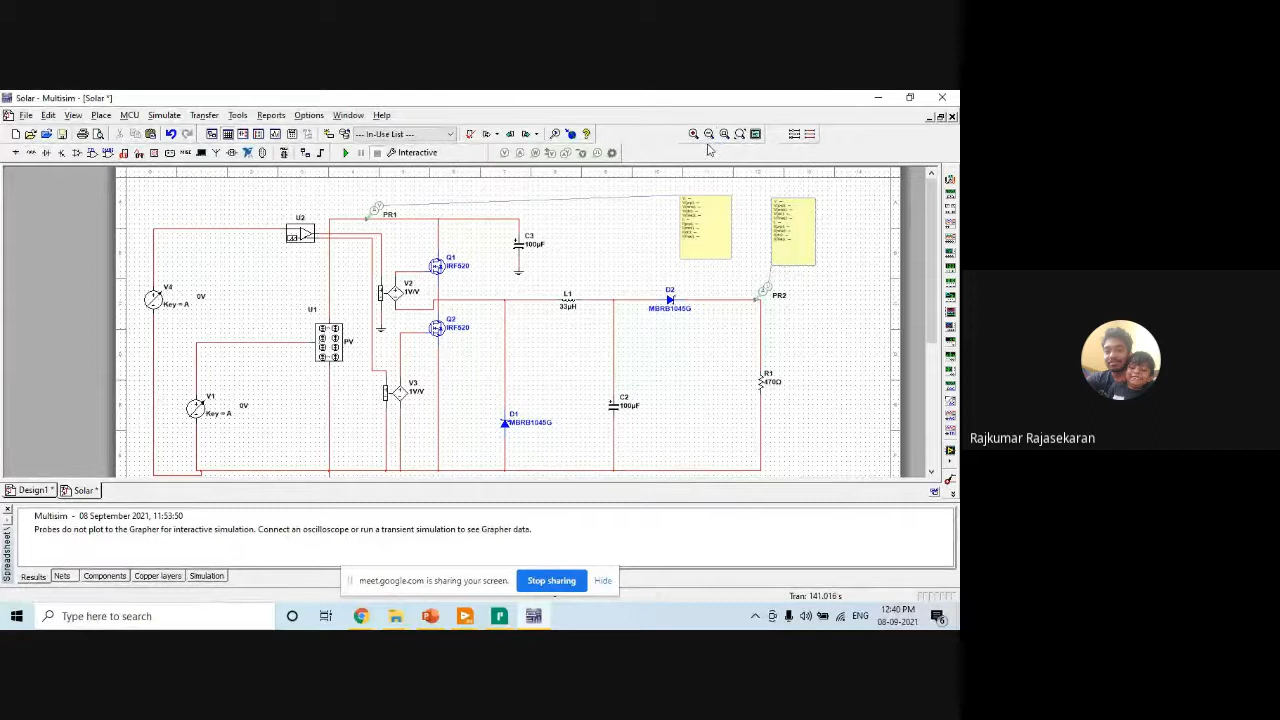 Solar - Multisim - [Solar *]
File Edit View Place MCU Simulate Transfer Tools Reports Options Window Help
--- In-Use List ---
Interactive
U2
PR1
C3
100µF
Q1
IRF520
V2
1V/V
V4
Key = A
0V
U1
PV
Q2
IRF520
L1
33µH
D2
MBRB1045G
PR2
V3
1V/V
R1
470Ω
V1
Key = A
0V
C2
100µF
D1
MBRB1045G
Rajkumar Rajasekaran
Design1 *
Solar *
Multisim - 08 September 2021, 11:53:50
Probes do not plot to the Grapher for interactive simulation. Connect an oscilloscope or run a transient simulation to see Grapher data.
Spreadsheet
Results Nets Components Copper layers Simulation
meet.google.com is sharing your screen. Stop sharing Hide
Tran: 141.016 s
Type here to search
ENG
12:40 PM
08-09-2021
6